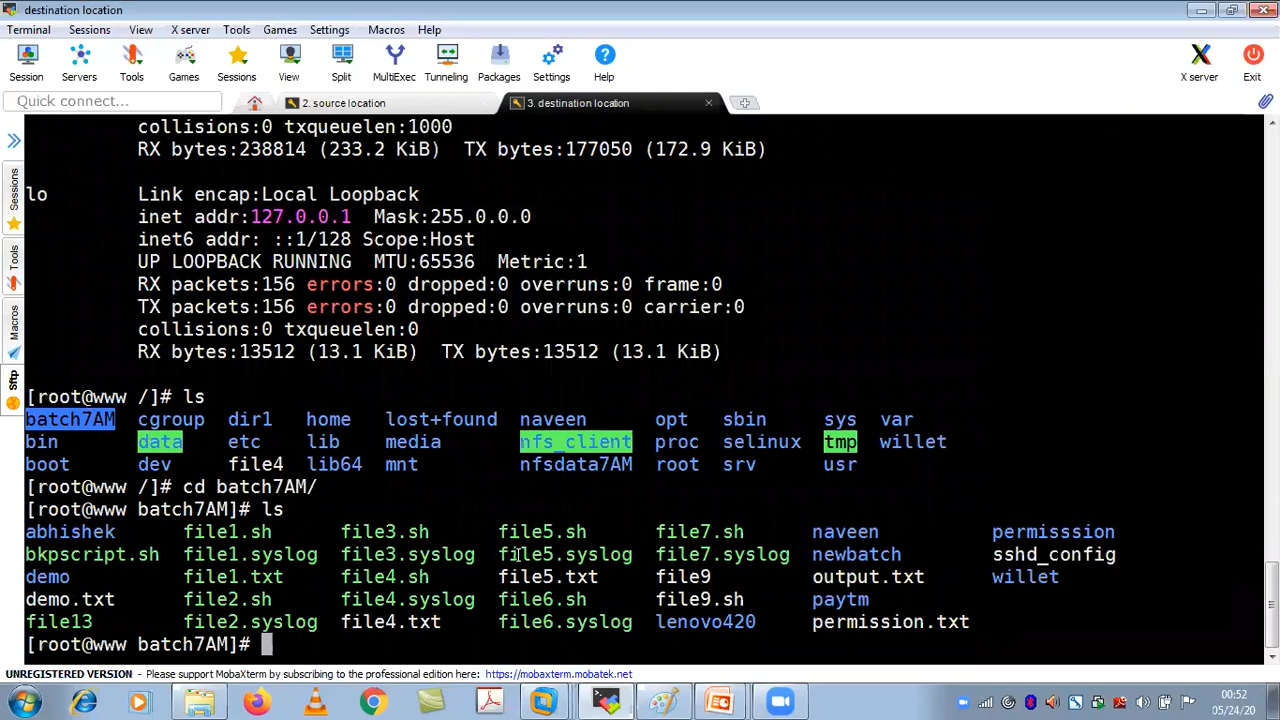 destination location
Terminal Sessions View X server Tools Games Settings Macros Help
Session Servers Tools Games Sessions View Split MultiExec Tunneling Packages Settings Help X server Exit
Quick connect...
2. source location
3. destination location
Sessions
Tools
Macros
Sftp
collisions:0 txqueuelen:1000
RX bytes:238814 (233.2 KiB)  TX bytes:177050 (172.9 KiB)
lo Link encap:Local Loopback
inet addr:127.0.0.1  Mask:255.0.0.0
inet6 addr: ::1/128 Scope:Host
UP LOOPBACK RUNNING  MTU:65536  Metric:1
RX packets:156 errors:0 dropped:0 overruns:0 frame:0
TX packets:156 errors:0 dropped:0 overruns:0 carrier:0
collisions:0 txqueuelen:0
RX bytes:13512 (13.1 KiB)  TX bytes:13512 (13.1 KiB)
[root@www /]# ls
batch7AM cgroup dir1 home lost+found naveen opt sbin sys var
bin data etc lib media nfs_client proc selinux tmp willet
boot dev file4 lib64 mnt nfsdata7AM root srv usr
[root@www /]# cd batch7AM/
[root@www batch7AM]# ls
abhishek file1.sh file3.sh file5.sh file7.sh naveen permisssion
bkpscript.sh file1.syslog file3.syslog file5.syslog file7.syslog newbatch sshd_config
demo file1.txt file4.sh file5.txt file9 output.txt willet
demo.txt file2.sh file4.syslog file6.sh file9.sh paytm
file13 file2.syslog file4.txt file6.syslog lenovo420 permission.txt
[root@www batch7AM]#
UNREGISTERED VERSION - Please support MobaXterm by subscribing to the professional edition here: https://mobaxterm.mobatek.net
00:52
05/24/20